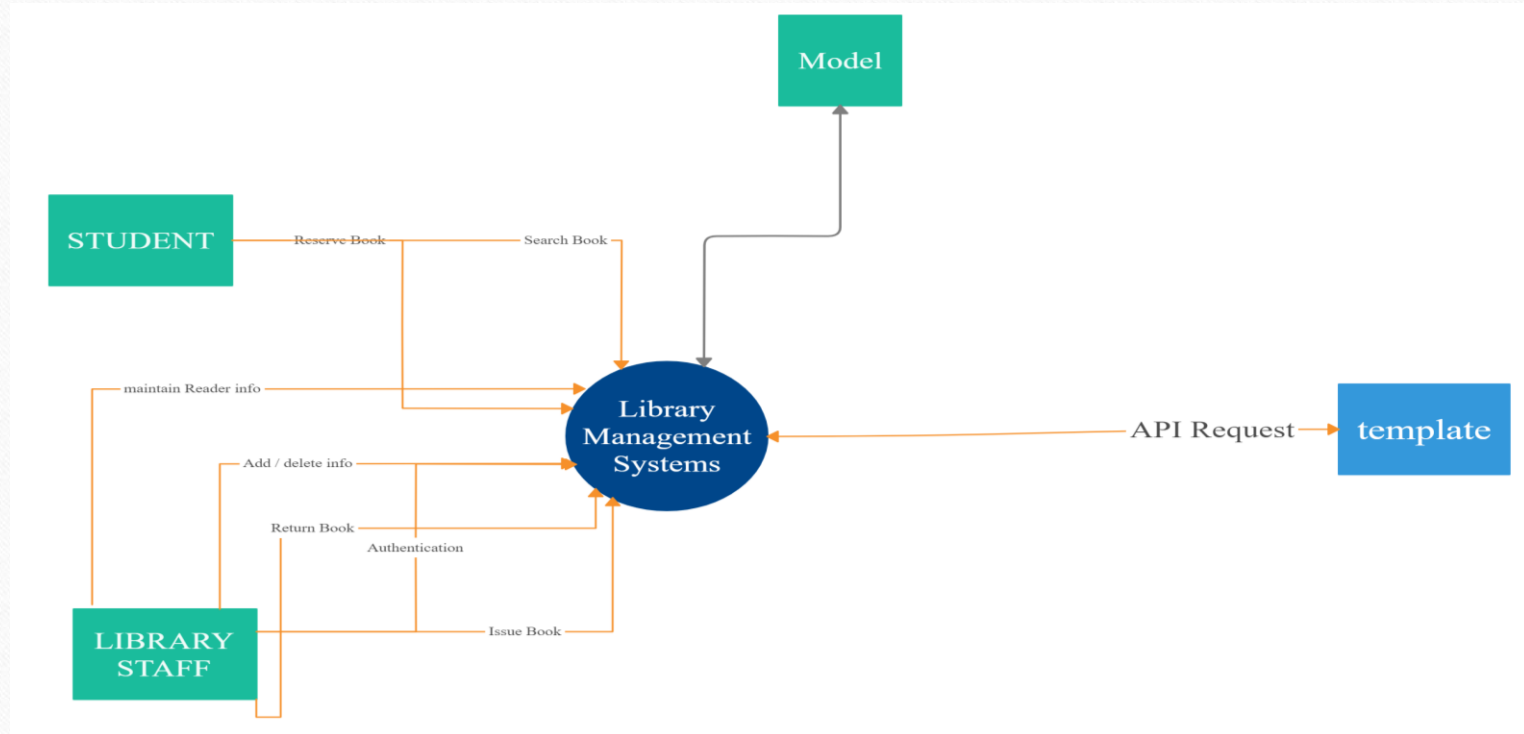 Model
STUDENT
Reserve Book
Search Book
maintain Reader info
Library
Management
Systems
API Request
template
Add / delete info
Return Book
Authentication
Issue Book
LIBRARY
STAFF